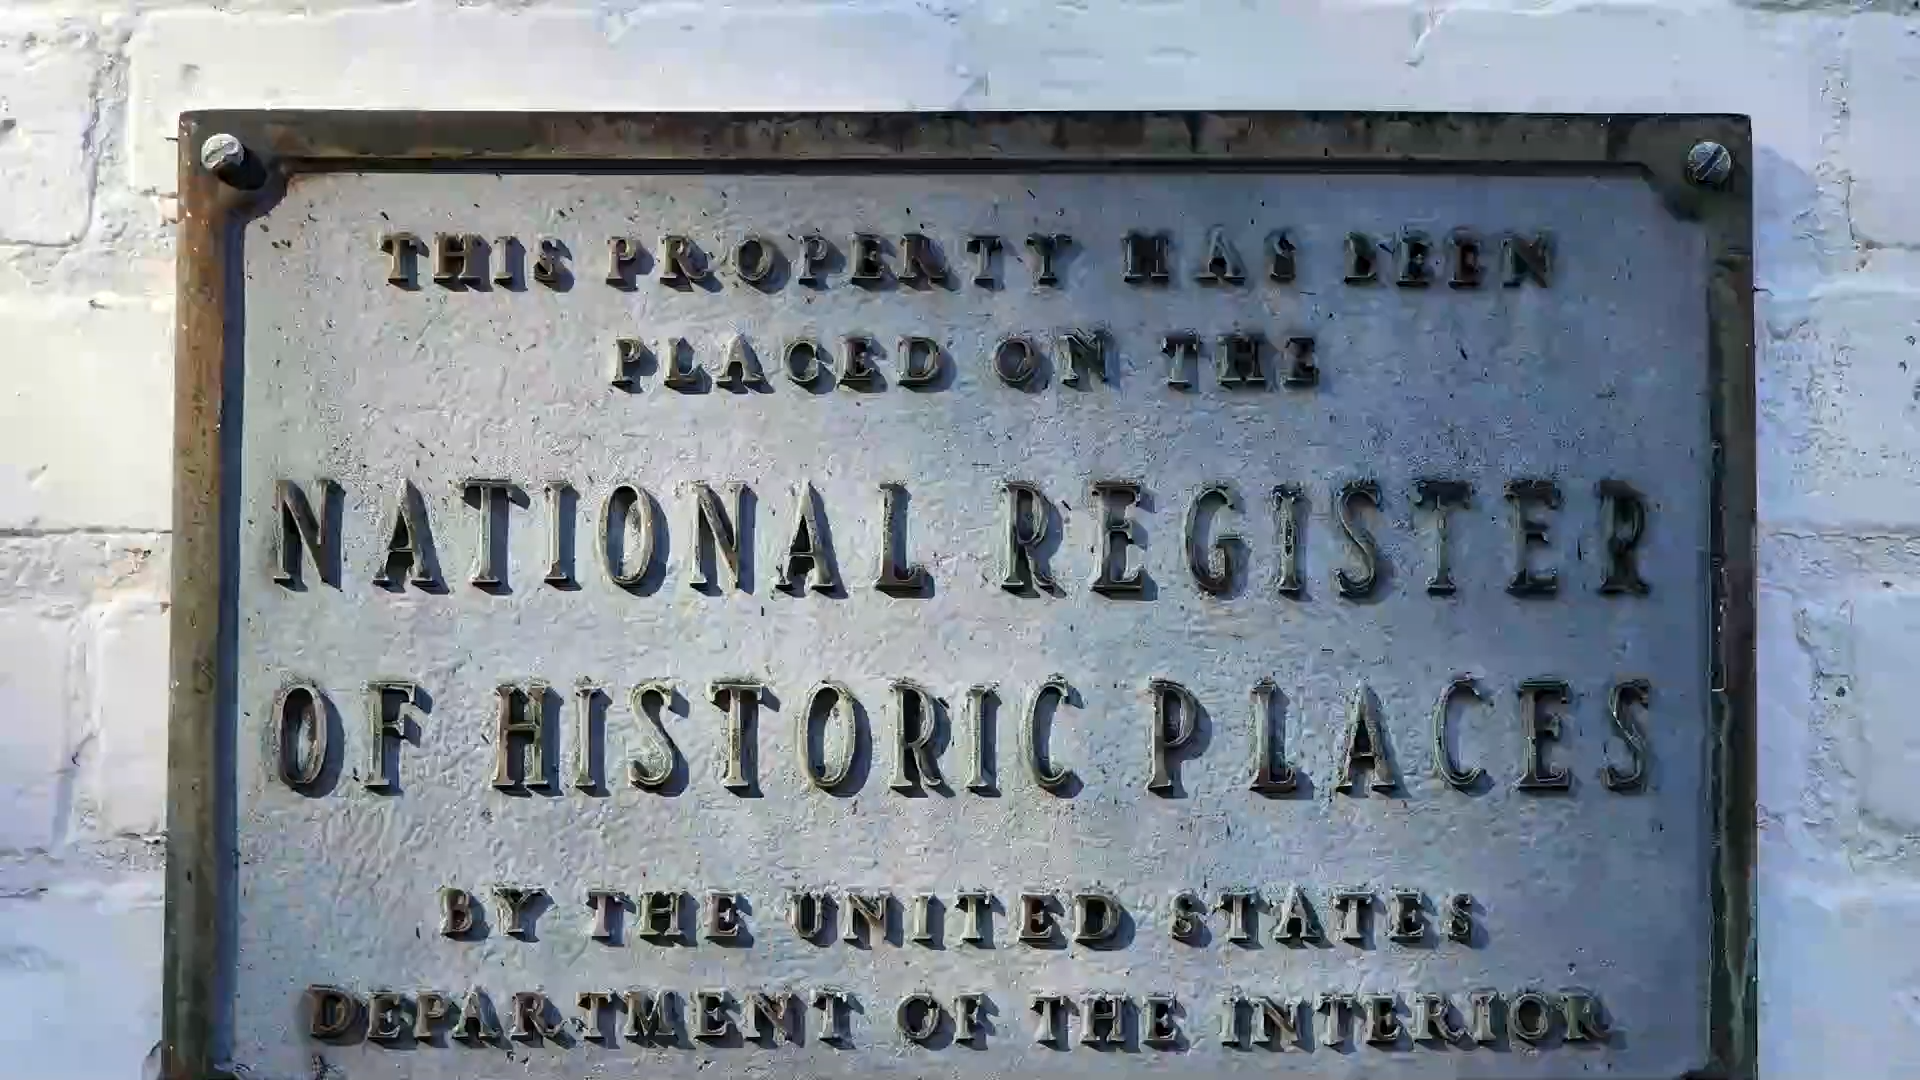 THIS PROPERTY HAS BEEN
PLACED ON THE
NATIONAL REGISTER
OF HISTORIC PLACES
BY THE UNITED STATES
DEPARTMENT OF THE INTERIOR